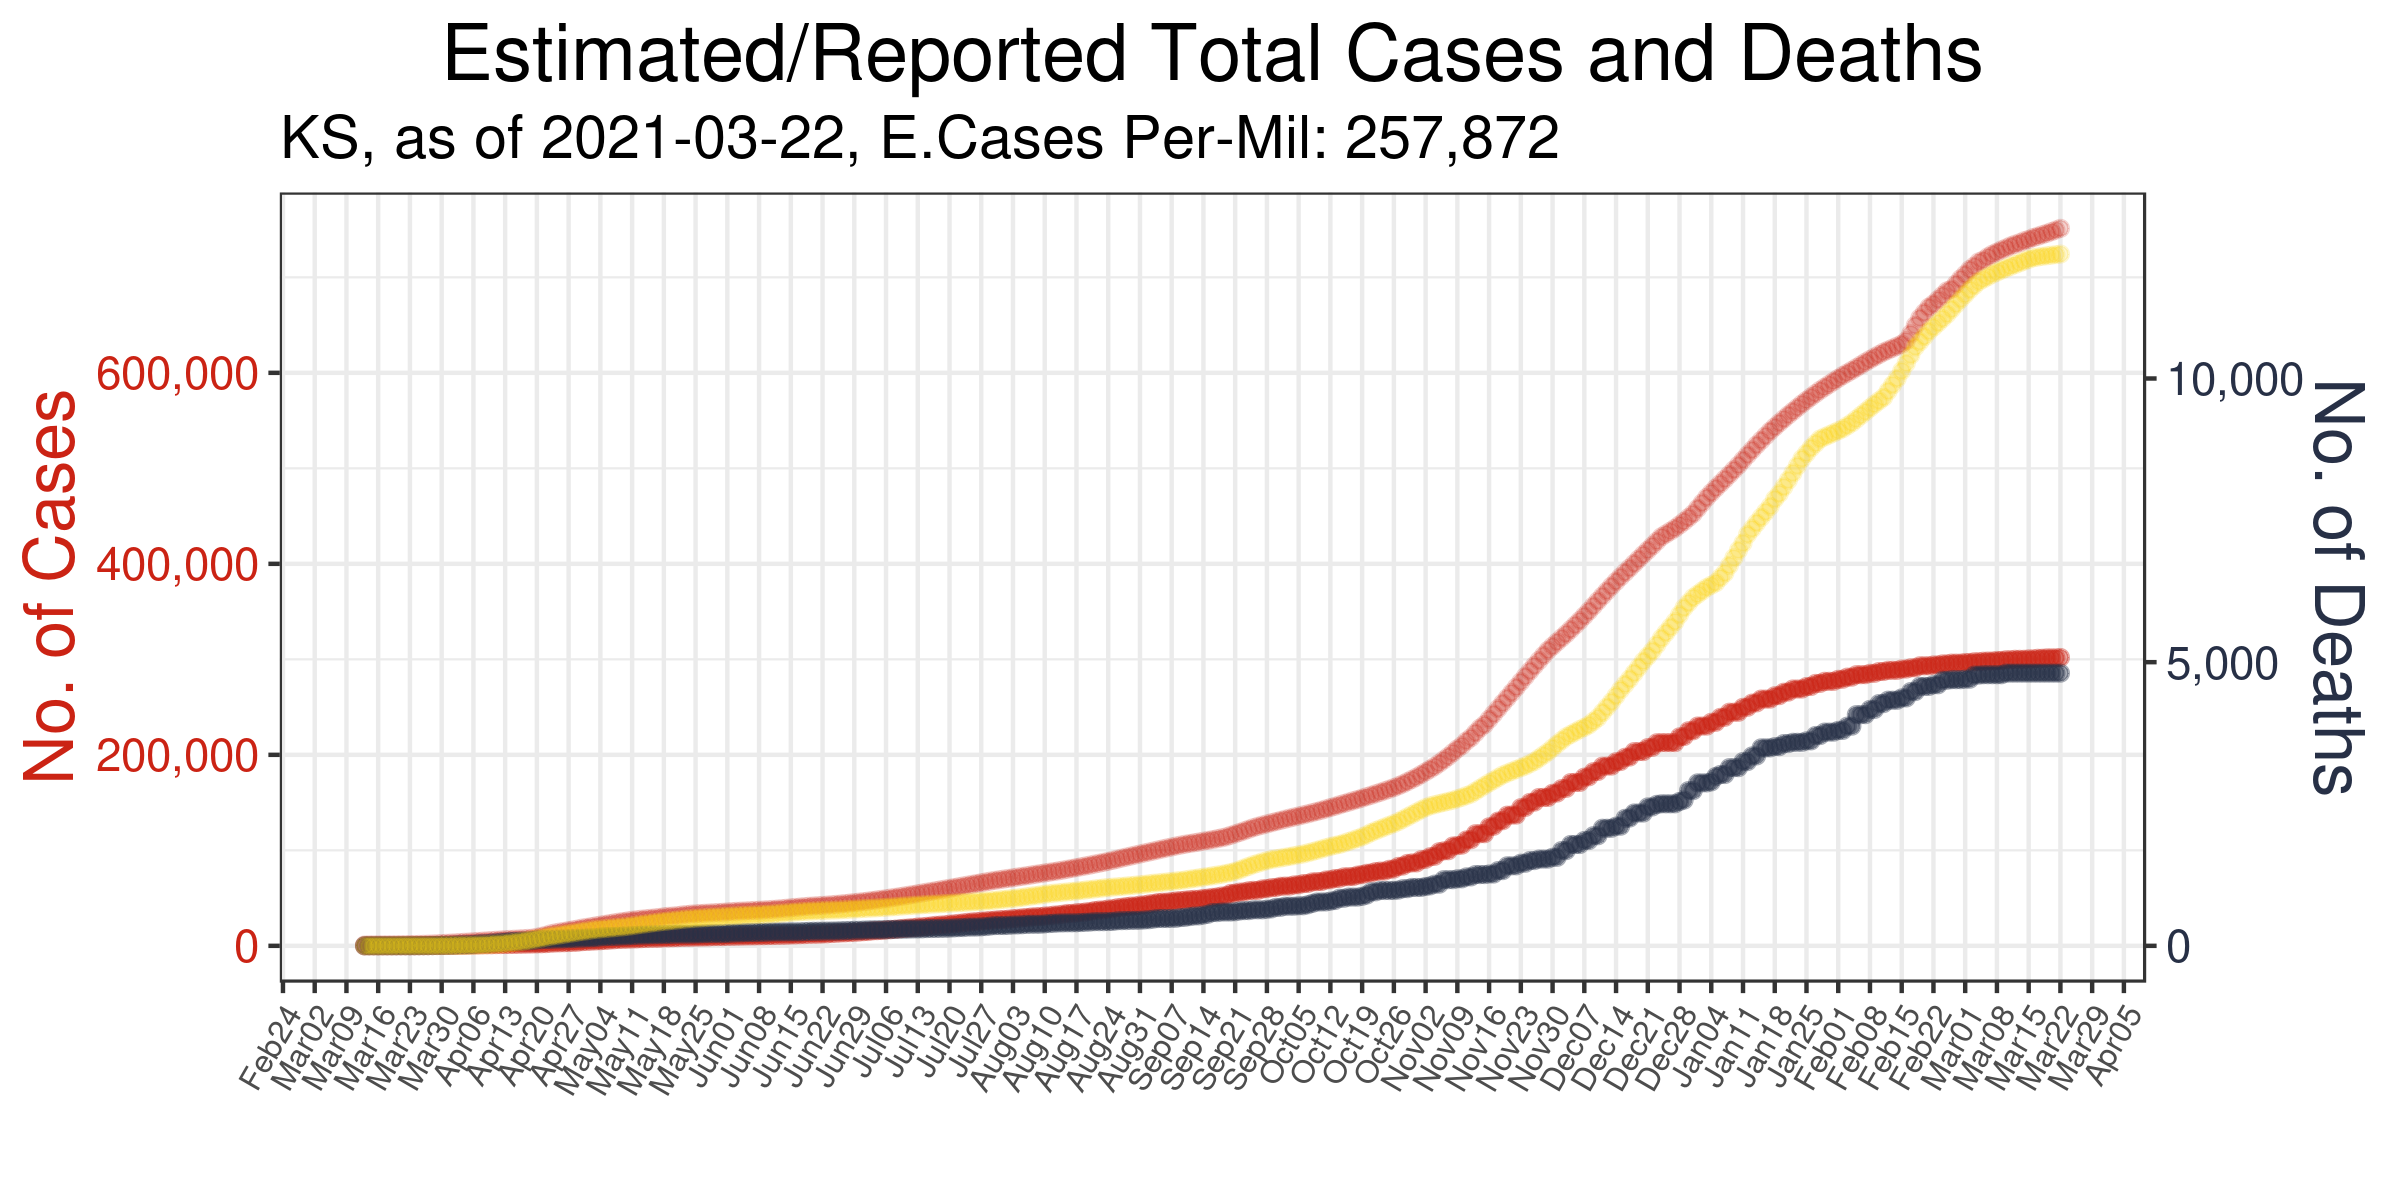 Estimated/Reported Total Cases and Deaths
KS, as of 2021-03-22, E.Cases Per-Mil: 257,872
No. of Cases
600,000
400,000
200,000
0
10,000
5,000
0
No. of Deaths
Feb24
Mar02
Mar09
Mar16
Mar23
Mar30
Apr06
Apr13
Apr20
Apr27
May04
May11
May18
May25
Jun01
Jun08
Jun15
Jun22
Jun29
Jul06
Jul13
Jul20
Jul27
Aug03
Aug10
Aug17
Aug24
Aug31
Sep07
Sep14
Sep21
Sep28
Oct05
Oct12
Oct19
Oct26
Nov02
Nov09
Nov16
Nov23
Nov30
Dec07
Dec14
Dec21
Dec28
Jan04
Jan11
Jan18
Jan25
Feb01
Feb08
Feb15
Feb22
Mar01
Mar08
Mar15
Mar22
Mar29
Apr05